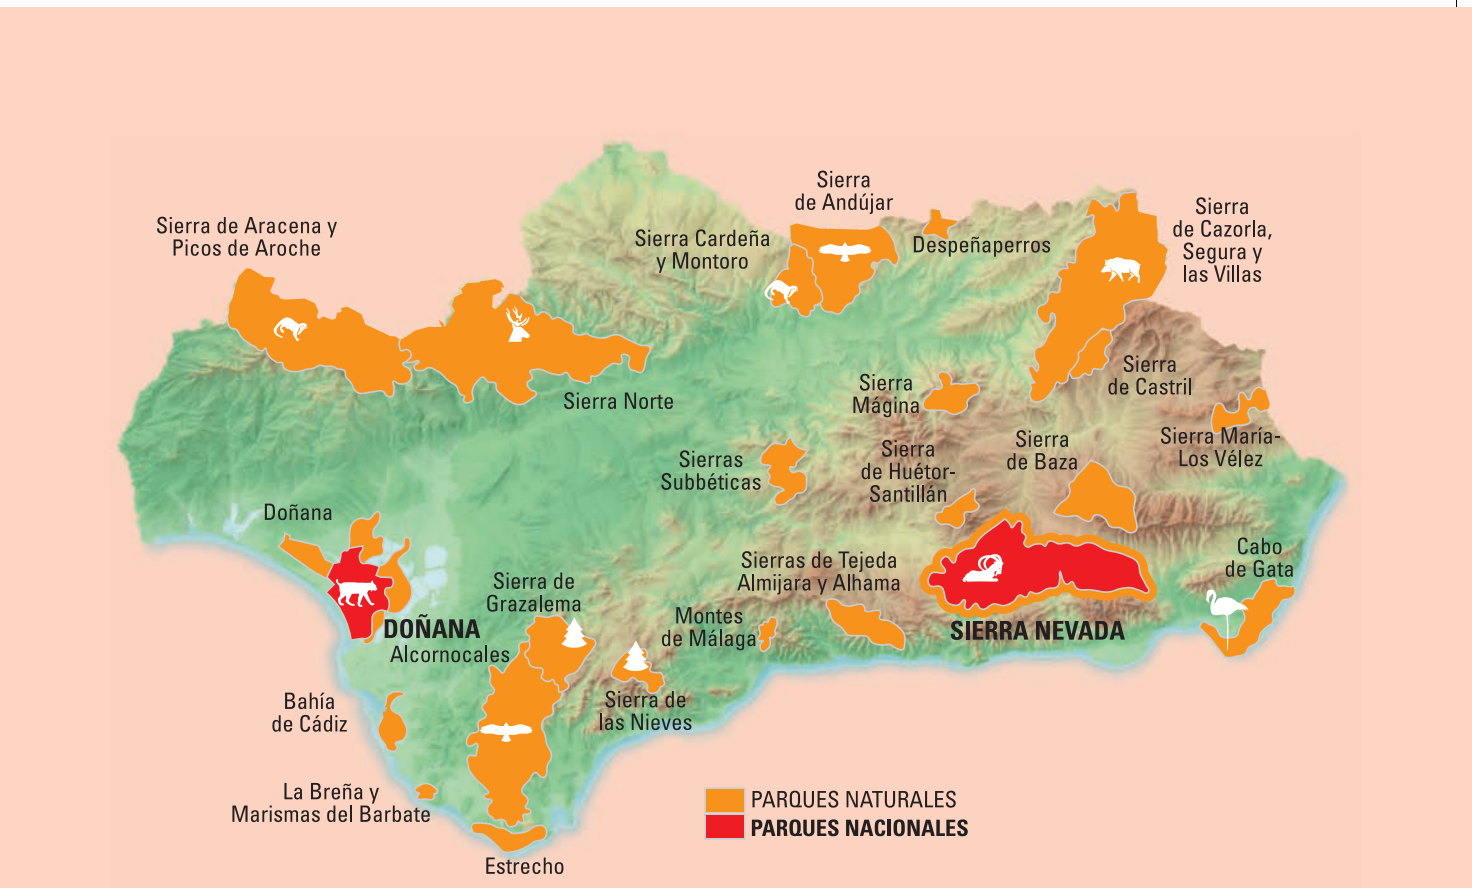 Sierra
de Andújar
Sierra de Aracena y
Picos de Aroche
Sierra Cardeña
y Montoro
Despeñaperros
Sierra
de Cazorla,
Segura y
las Villas
Sierra
de Castril
Sierra Norte
Sierra
Mágina
Sierra María-
Los Vélez
Sierras
Subbéticas
Sierra
de Huétor-
Santillán
Sierra
de Baza
Doñana
Cabo
de Gata
Sierras de Tejeda
Almijara y Alhama
Sierra de
Grazalema
Montes
de Málaga
DOÑANA
SIERRA NEVADA
Alcornocales
Bahía
de Cádiz
Sierra de
las Nieves
La Breña y
Marismas del Barbate
Estrecho
PARQUES NATURALES
PARQUES NACIONALES